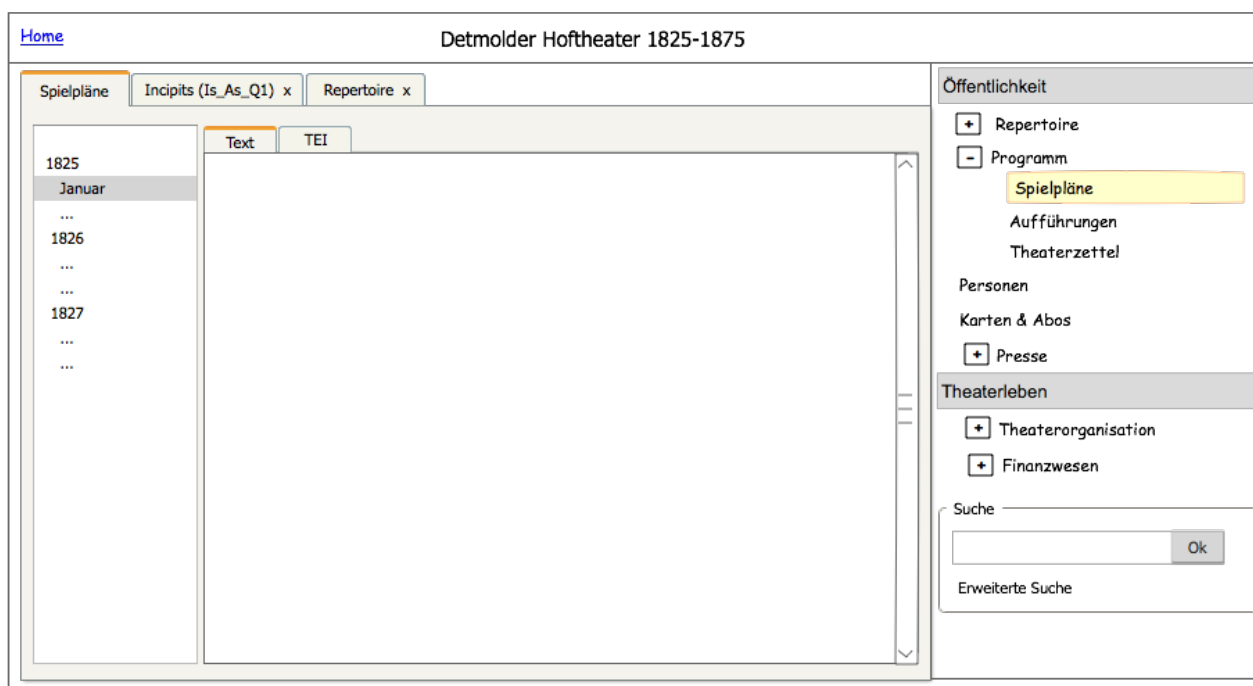 Home
Detmolder Hoftheater 1825-1875
Spielpläne
Incipits (Is_As_Q1) x
Repertoire x
1825
Januar
...
1826
...
...
1827
...
...
Text
TEI
Öffentlichkeit
+ Repertoire
- Programm
Spielpläne
Aufführungen
Theaterzettel
Personen
Karten & Abos
+ Presse
Theaterleben
+ Theaterorganisation
+ Finanzwesen
Suche
Ok
Erweiterte Suche